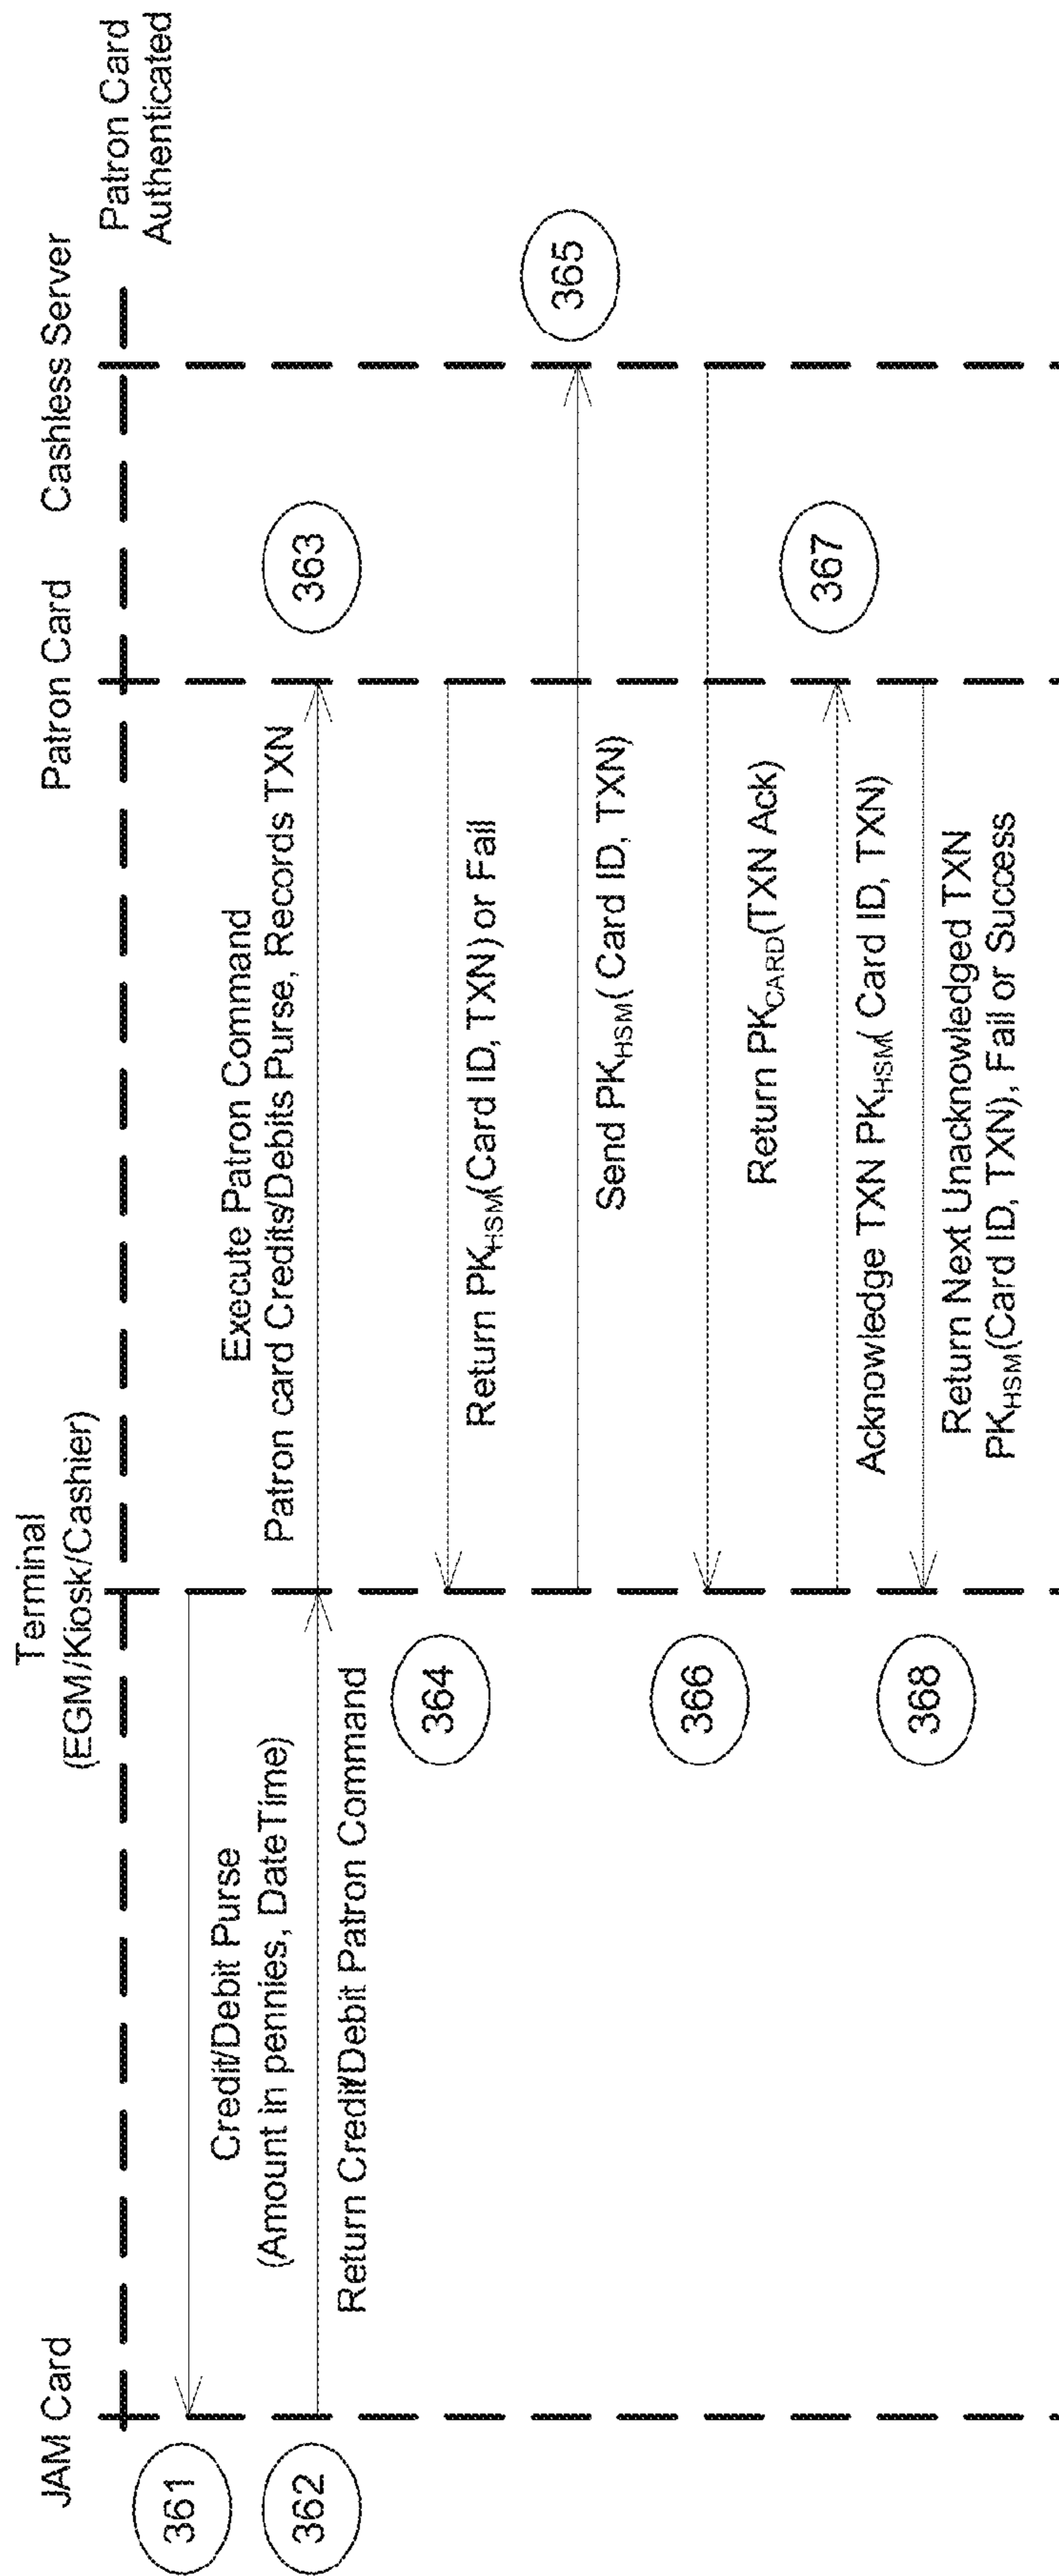 JAM Card
Terminal
(EGM/Kiosk/Cashier)
Patron Card
Cashless Server
Patron Card
Authenticated
361
Credit/Debit Purse
(Amount in pennies, DateTime)
362
Return Credit/Debit Patron Command
Execute Patron Command
Patron card Credits/Debits Purse, Records TXN
363
364
Return PKHSM(Card ID, TXN) or Fail
Send PKHSM( Card ID, TXN)
365
366
Return PKCARD(TXN Ack)
Acknowledge TXN PKHSM( Card ID, TXN)
367
368
Return Next Unacknowledged TXN
PKHSM(Card ID, TXN), Fail or Success